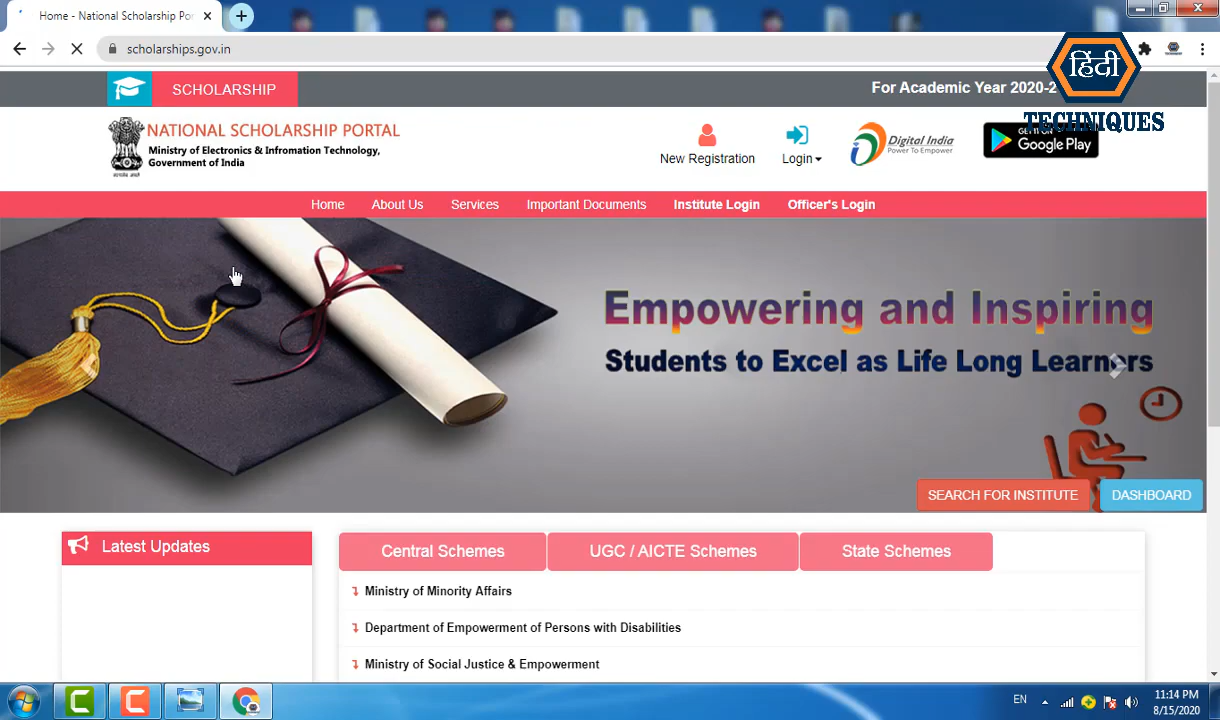 Home - National Scholarship Por
scholarships.gov.in
हिंदी
TECHNIQUES
SCHOLARSHIP
For Academic Year 2020-2
NATIONAL SCHOLARSHIP PORTAL
Ministry of Electronics & Infromation Technology,
Government of India
New Registration
Login
Digital India
Power To Empower
GET IT ON
Google Play
Home
About Us
Services
Important Documents
Institute Login
Officer's Login
Empowering and Inspiring
Students to Excel as Life Long Learners
SEARCH FOR INSTITUTE
DASHBOARD
Latest Updates
Central Schemes
UGC / AICTE Schemes
State Schemes
Ministry of Minority Affairs
Department of Empowerment of Persons with Disabilities
Ministry of Social Justice & Empowerment
EN
11:14 PM
8/15/2020